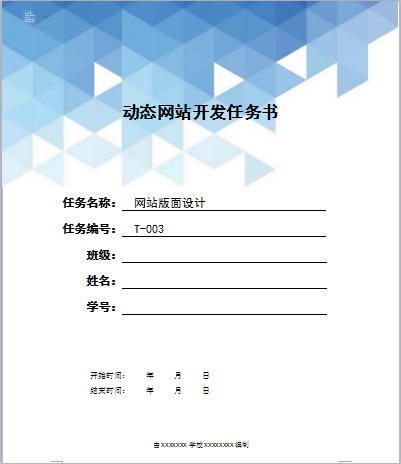 动态网站开发任务书
任务名称： 网站版面设计
任务编号： T-003
班级：
姓名：
学号：
开始时间： 年 月 日
结束时间： 年 月 日
由xxxxxxx 学校xxxxxxxx 编制